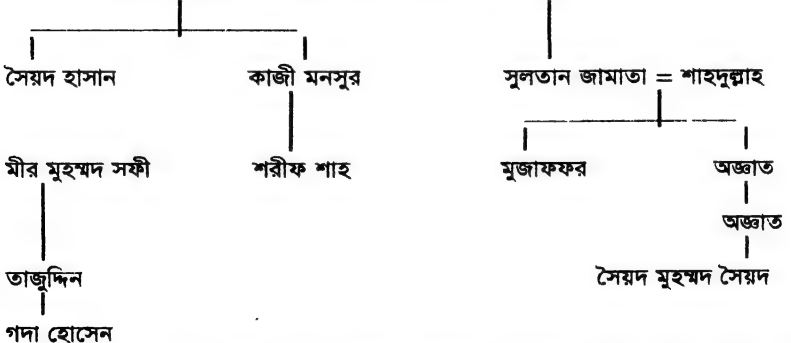 সৈয়দ হাসান কাজী মনসুর সুলতান জামাতা = শাহদুল্লাহ
মীর মুহম্মদ সফী শরীফ শাহ মুজাফফর অজ্ঞাত
অজ্ঞাত
তাজুদ্দিন সৈয়দ মুহম্মদ সৈয়দ
গদা হোসেন